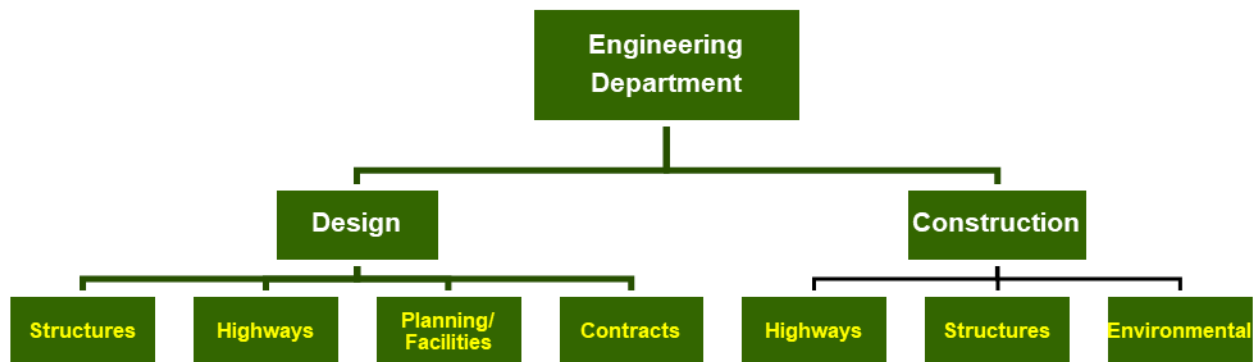 Engineering
Department
Design
Construction
Structures
Highways
Planning/
Facilities
Contracts
Highways
Structures
Environmental